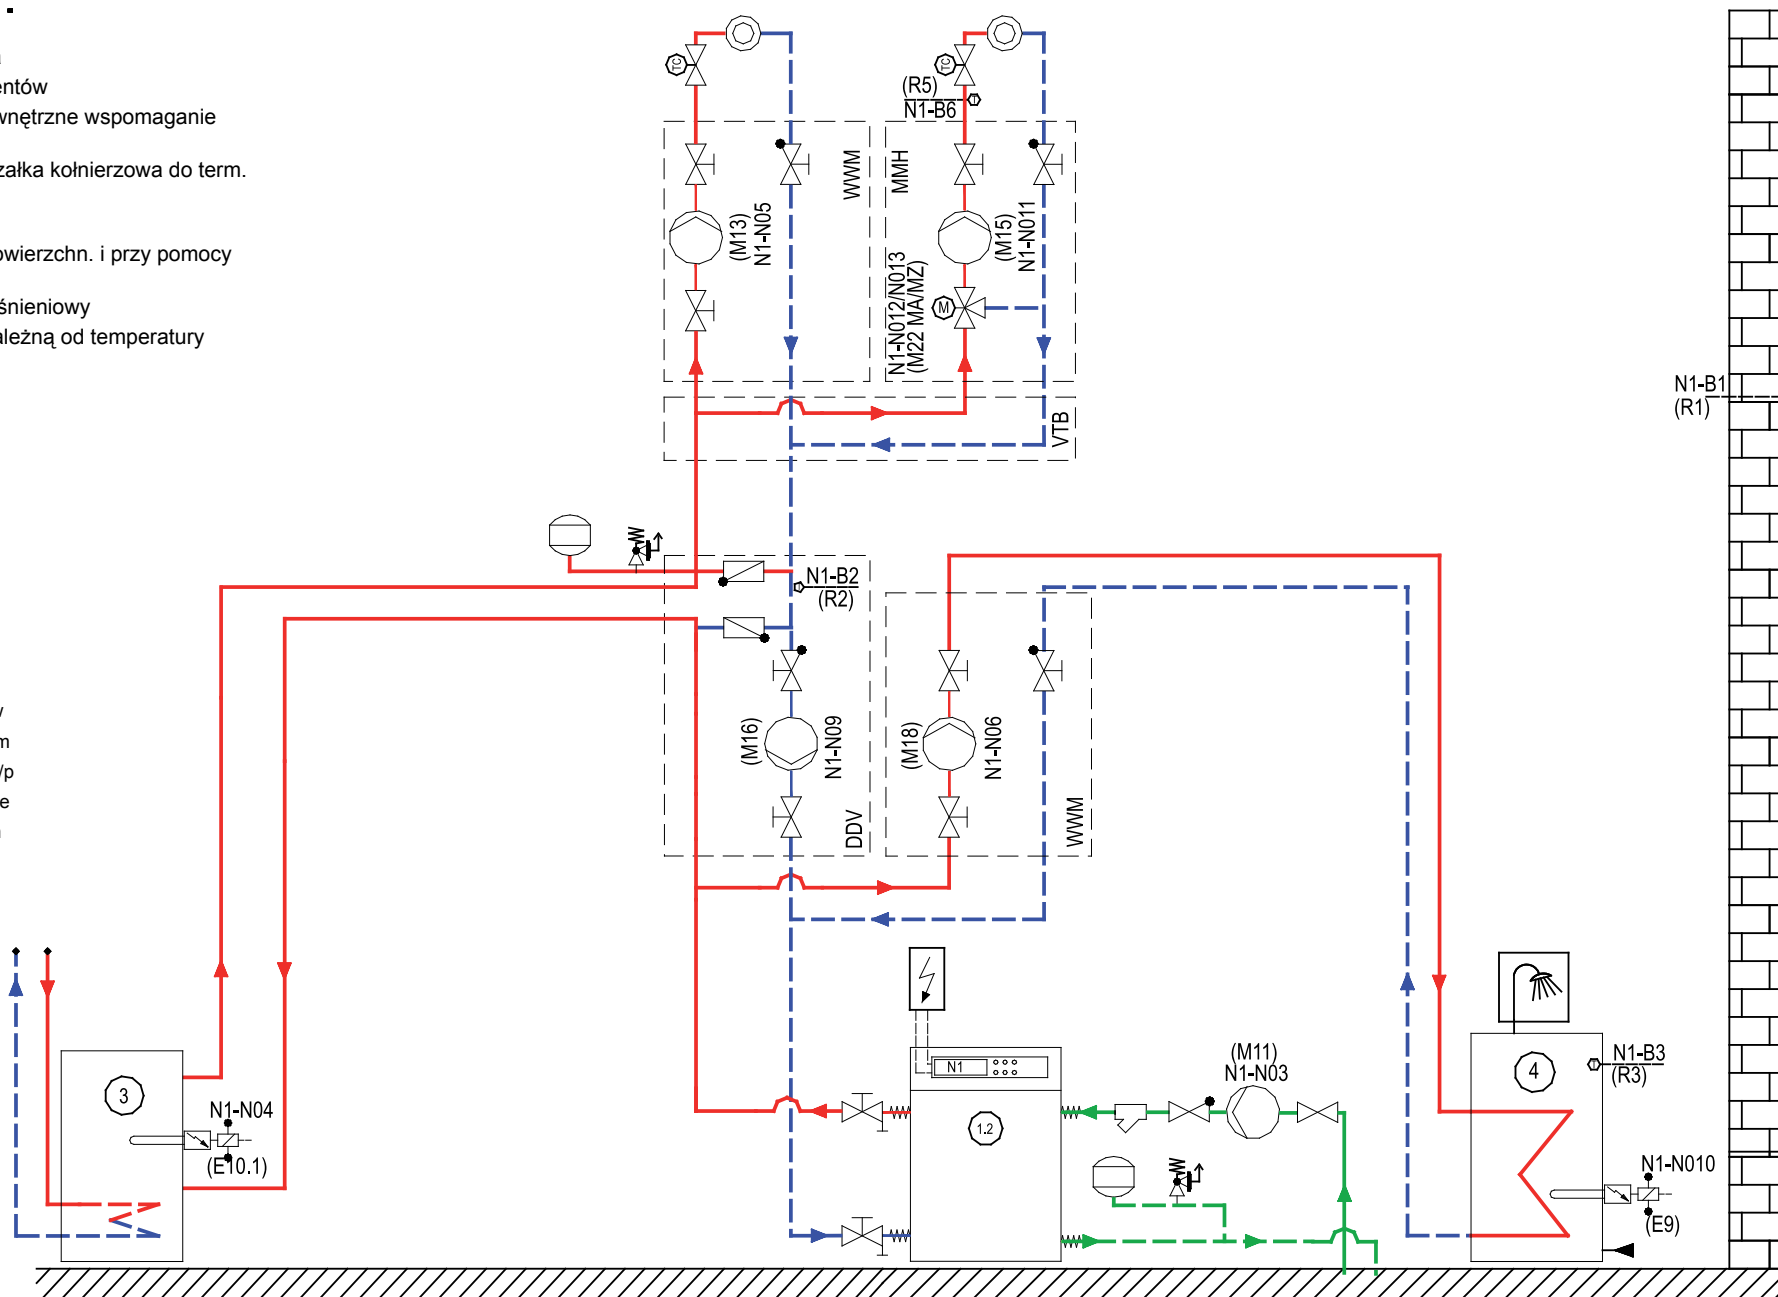 entów
wnętrzne wspomaganie
załka kołnierzowa do term.
owierzchn. i przy pomocy
śnieniowy
ależną od temperatury
y
m
/p
e
TC
TC
(R5)
N1-B6
T
WWM
MMH
(M13)
N1-N05
(M15)
N1-N011
N1-N012/N013
(M22 MA/MZ)
M
VTB
N1-B1
(R1)
N1-B2
(R2)
(M16)
N1-N09
DDV
(M18)
N1-N06
WWM
N1
1.2
(M11)
N1-N03
3
N1-N04
(E10.1)
4
N1-B3
(R3)
N1-N010
(E9)